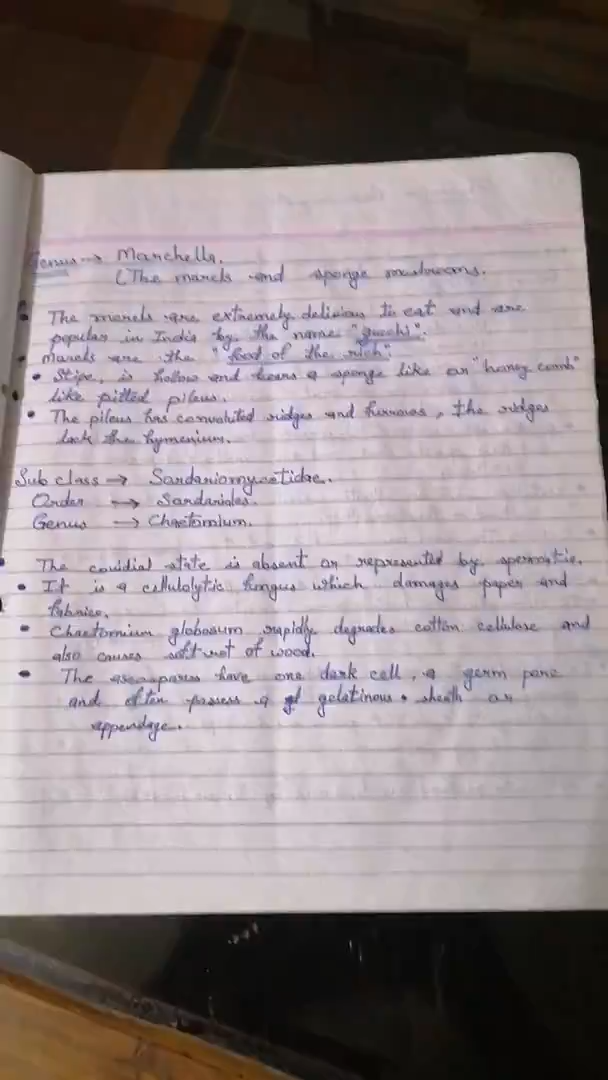 Genus → Morchella.
(The morels and sponge mushrooms.
• The morels are extremely delicious to eat and are
popular in India by the name "guchi".
• Morels are the "food of the rich".
• Stipe, is hollow and bears a sponge like or "honey comb"
like pitted pileus.
• The pileus has convoluted ridges and furrows, the ridges
lack the hymenium.
Sub class → Sordariomycetidae.
Order → Sordariales.
Genus → Chaetomium.
• The conidial state is absent or represented by spermatia.
• It is a cellulolytic fungus which damages paper and
fabrics.
• Chaetomium globosum rapidly degrades cotton cellulose and
also causes soft-rot of wood.
• The ascospores have one dark cell, a germ pore
and often possess a gelatinous sheath or
appendage.